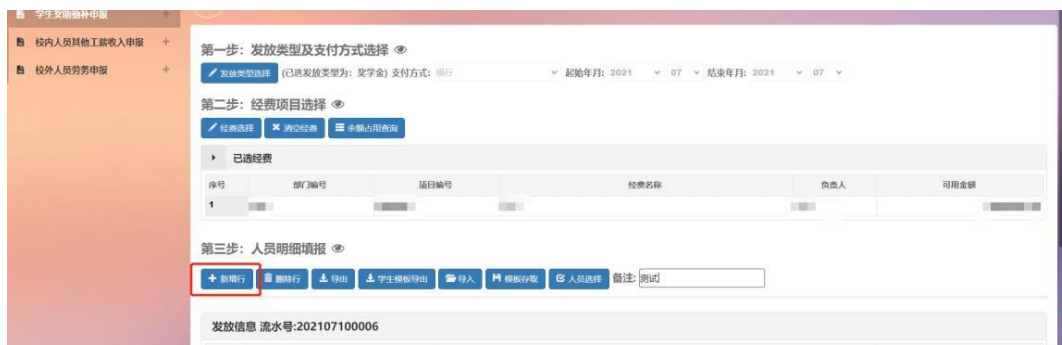 学生奖助勤补申报 +
校内人员其他工薪收入申报 +
校外人员劳务申报 +
第一步：发放类型及支付方式选择
发放类型选择 (已选发放类型为：奖学金) 支付方式: 银行 起始年月: 2021 07 结束年月: 2021 07
第二步：经费项目选择
经费选择 清空经费 余额占用查询
已选经费
序号 部门编号 项目编号 经费名称 负责人 可用金额
1
第三步：人员明细填报
新增行 删除行 导出 学生模板导出 导入 模板存取 人员选择 备注: 测试
发放信息 流水号:202107100006